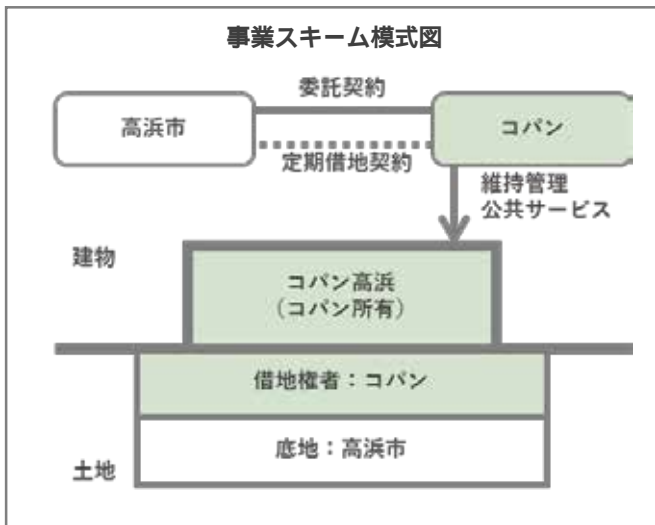 事業スキーム模式図
委託契約
高浜市
コパン
定期借地契約
維持管理
公共サービス
建物
コパン高浜
（コパン所有）
借地権者：コパン
底地：高浜市
土地